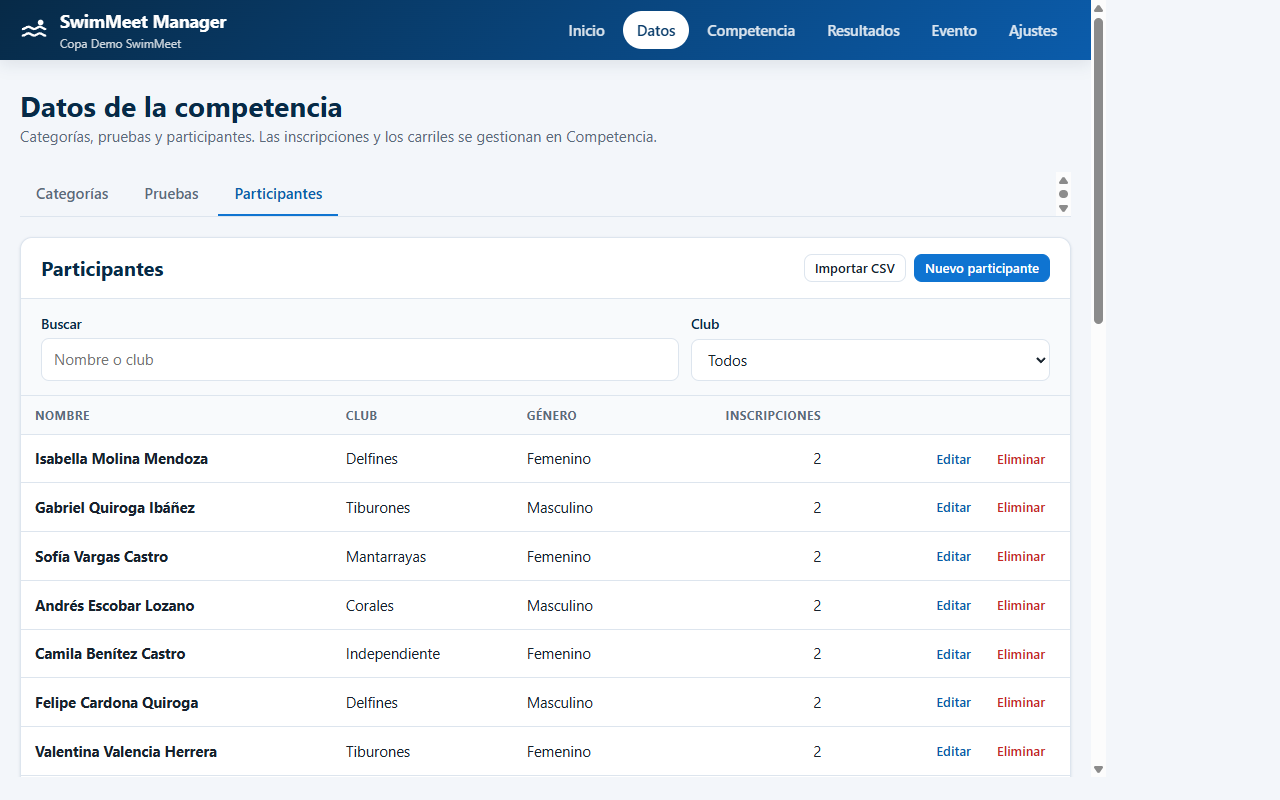 SwimMeet Manager
Copa Demo SwimMeet
Inicio Datos Competencia Resultados Evento Ajustes
Datos de la competencia
Categorías, pruebas y participantes. Las inscripciones y los carriles se gestionan en Competencia.
Categorías Pruebas Participantes
Participantes Importar CSV Nuevo participante
Buscar Club
Nombre o club Todos
NOMBRE CLUB GÉNERO INSCRIPCIONES
Isabella Molina Mendoza Delfines Femenino 2 Editar Eliminar
Gabriel Quiroga Ibáñez Tiburones Masculino 2 Editar Eliminar
Sofía Vargas Castro Mantarrayas Femenino 2 Editar Eliminar
Andrés Escobar Lozano Corales Masculino 2 Editar Eliminar
Camila Benítez Castro Independiente Femenino 2 Editar Eliminar
Felipe Cardona Quiroga Delfines Masculino 2 Editar Eliminar
Valentina Valencia Herrera Tiburones Femenino 2 Editar Eliminar